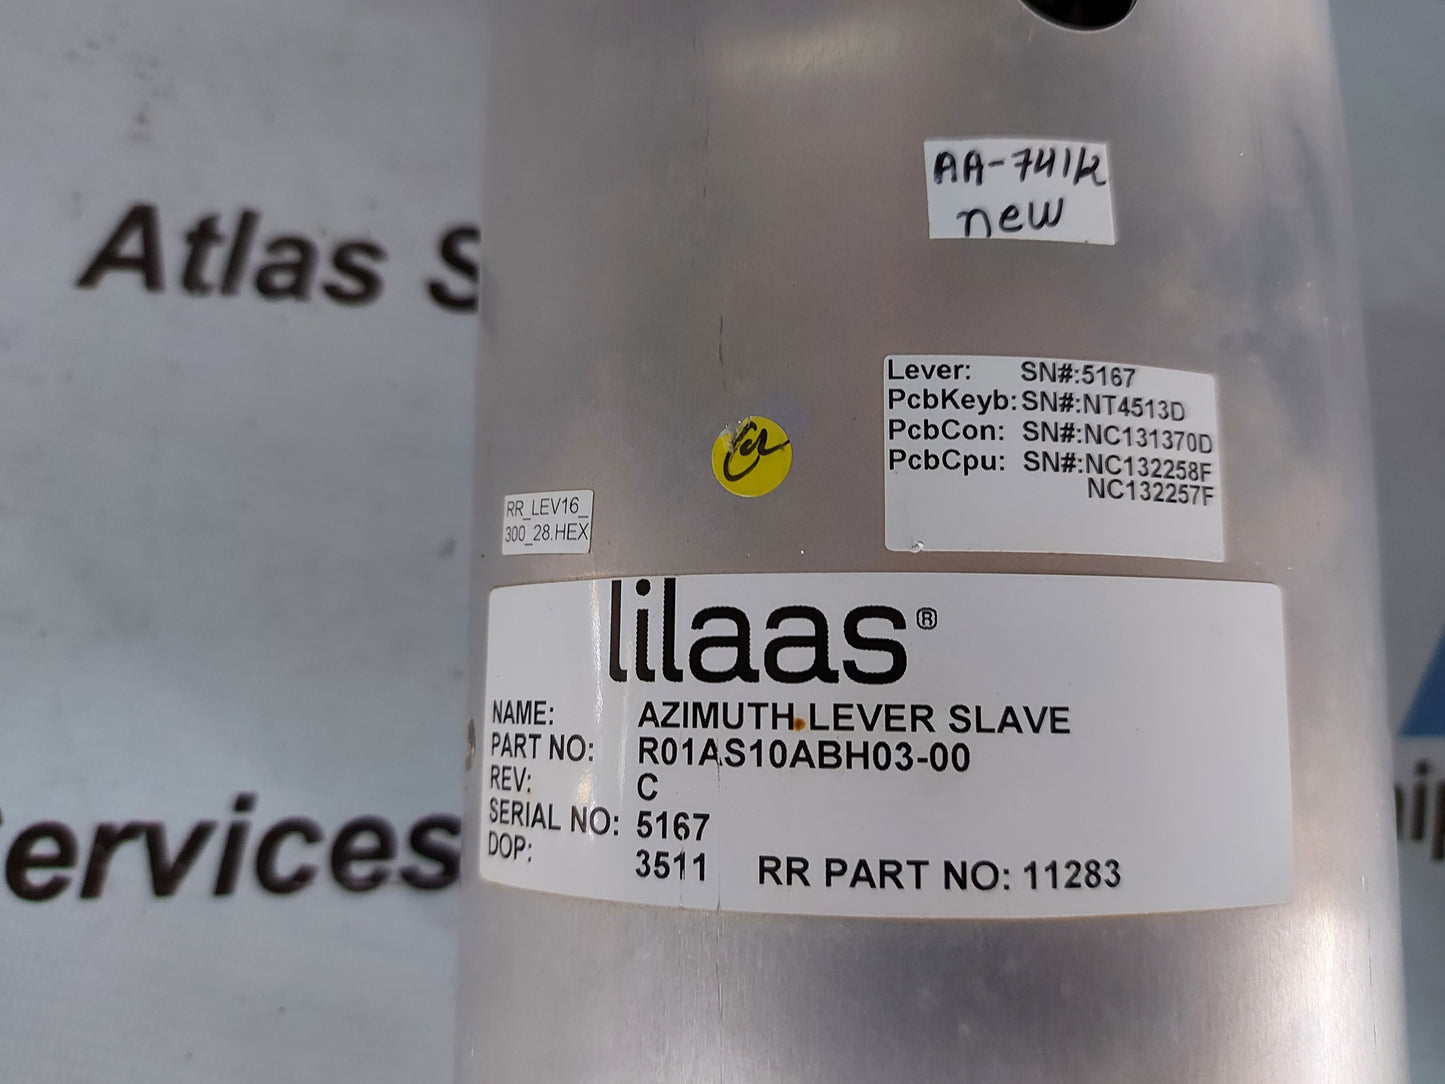 Atlas S
ervices
AA-741k
new
Lever: SN#:5167
PcbKeyb: SN#:NT4513D
PcbCon: SN#:NC131370D
PcbCpu: SN#:NC132258F
NC132257F
RR_LEV16_
300_28.HEX
lilaas®
NAME: AZIMUTH LEVER SLAVE
PART NO: R01AS10ABH03-00
REV: C
SERIAL NO: 5167
DOP: 3511 RR PART NO: 11283